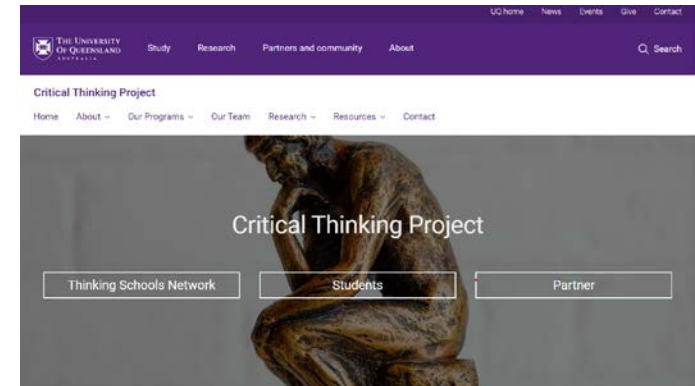 UQ home News Events Give Contact
THE UNIVERSITY
OF QUEENSLAND
AUSTRALIA
Study Research Partners and community About
Search
Critical Thinking Project
Home About Our Programs Our Team Research Resources Contact
Critical Thinking Project
Thinking Schools Network Students Partner